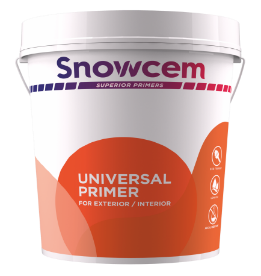 Snowcem
SUPERIOR PRIMERS
UNIVERSAL
PRIMER
FOR EXTERIOR / INTERIOR